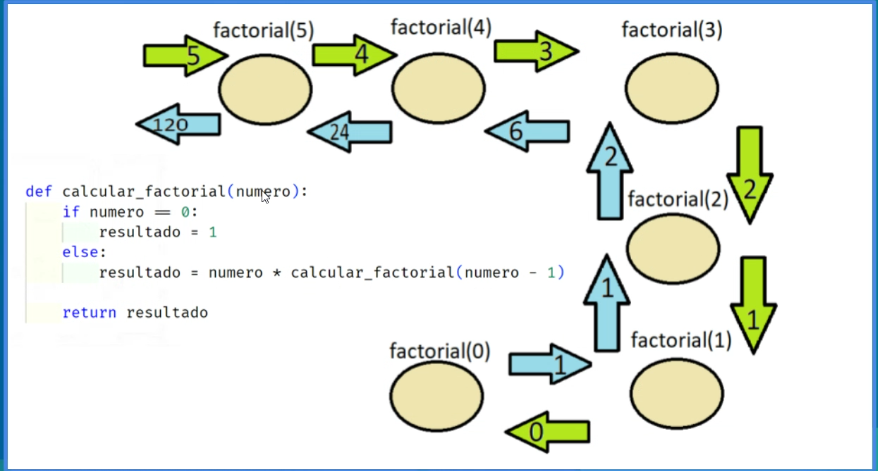 factorial(5)
factorial(4)
factorial(3)
5
4
3
120
24
6
2
2
def calcular_factorial(numero):
    if numero == 0:
        resultado = 1
    else:
        resultado = numero * calcular_factorial(numero - 1)
    return resultado
factorial(2)
1
1
factorial(0)
factorial(1)
1
0